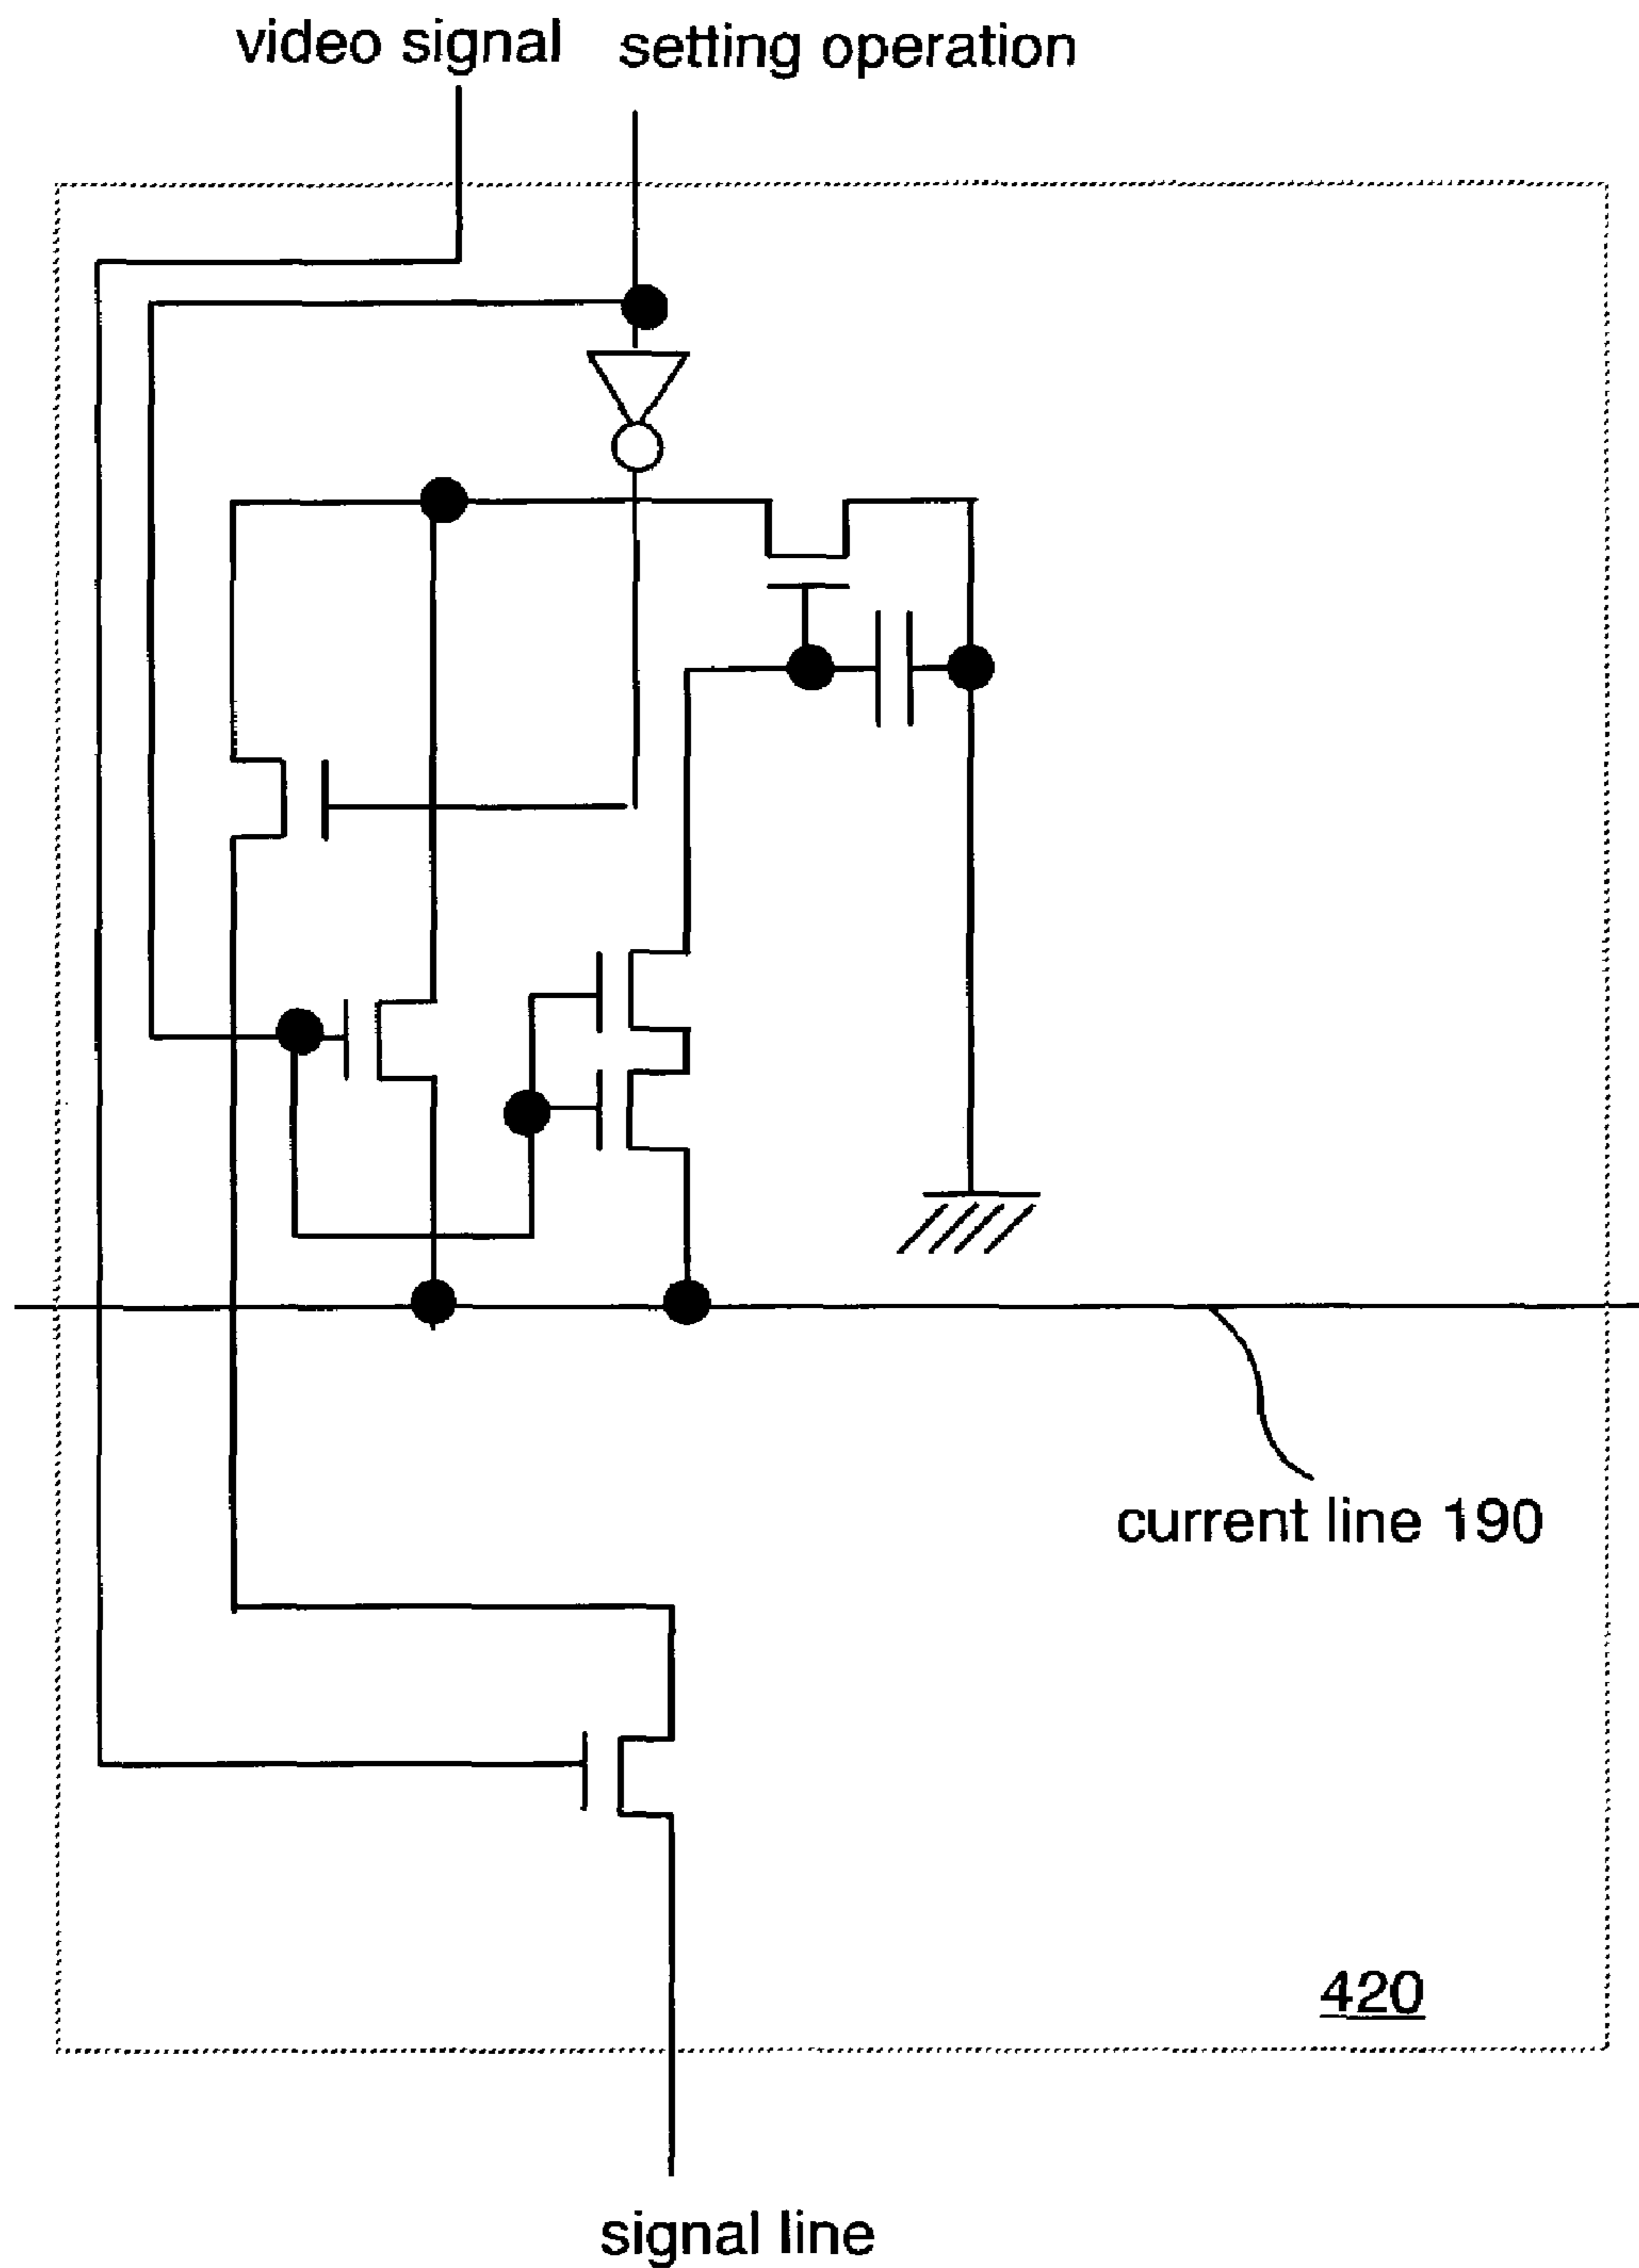 video signal
setting operation
current line 190
420
signal line